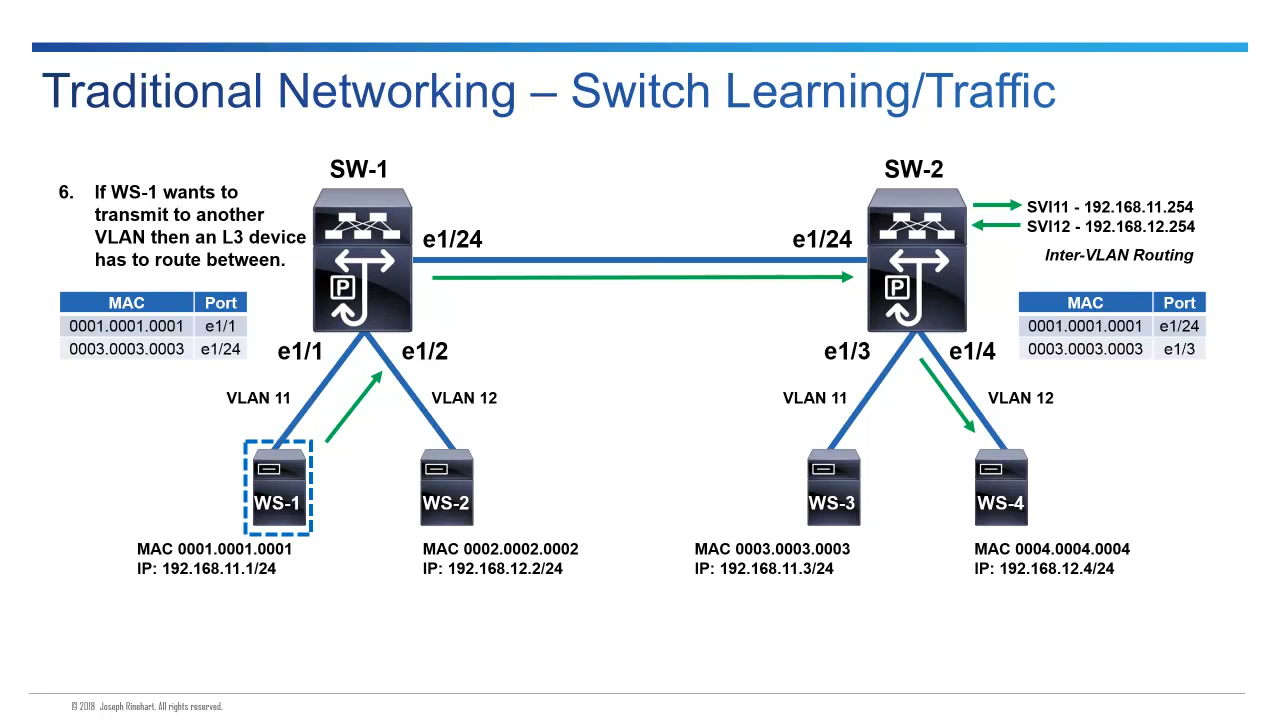 Traditional Networking – Switch Learning/Traffic
SW-1
SW-2
6. If WS-1 wants to
transmit to another
VLAN then an L3 device
has to route between.
SVI11 - 192.168.11.254
SVI12 - 192.168.12.254
Inter-VLAN Routing
e1/24
e1/24
P
P
MAC Port
0001.0001.0001 e1/1
0003.0003.0003 e1/24
MAC Port
0001.0001.0001 e1/24
0003.0003.0003 e1/3
e1/1
e1/2
e1/3
e1/4
VLAN 11
VLAN 12
VLAN 11
VLAN 12
WS-1
WS-2
WS-3
WS-4
MAC 0001.0001.0001
IP: 192.168.11.1/24
MAC 0002.0002.0002
IP: 192.168.12.2/24
MAC 0003.0003.0003
IP: 192.168.11.3/24
MAC 0004.0004.0004
IP: 192.168.12.4/24
© 2018 Joseph Rinehart. All rights reserved.